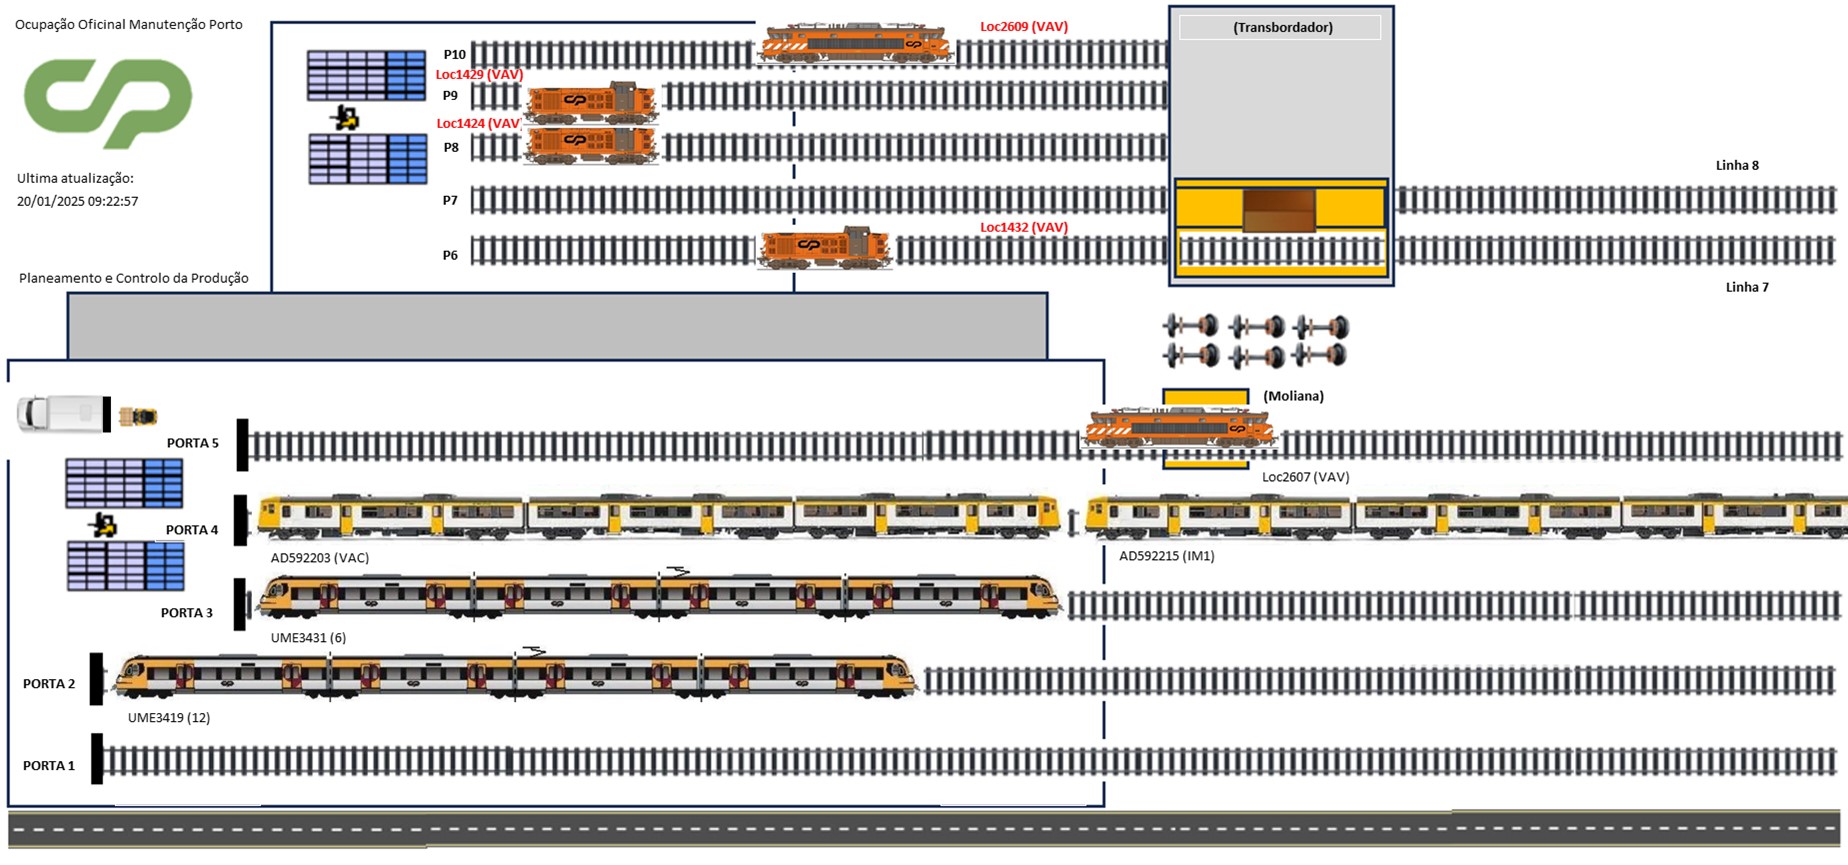 Ocupação Oficinal Manutenção Porto
Ultima atualização:
20/01/2025 09:22:57
Planeamento e Controlo da Produção
P10
Loc2609 (VAV)
(Transbordador)
Loc1429 (VAV)
P9
Loc1424 (VAV)
P8
Linha 8
P7
Loc1432 (VAV)
P6
Linha 7
(Moliana)
PORTA 5
Loc2607 (VAV)
PORTA 4
AD592203 (VAC)
AD592215 (IM1)
PORTA 3
UME3431 (6)
PORTA 2
UME3419 (12)
PORTA 1